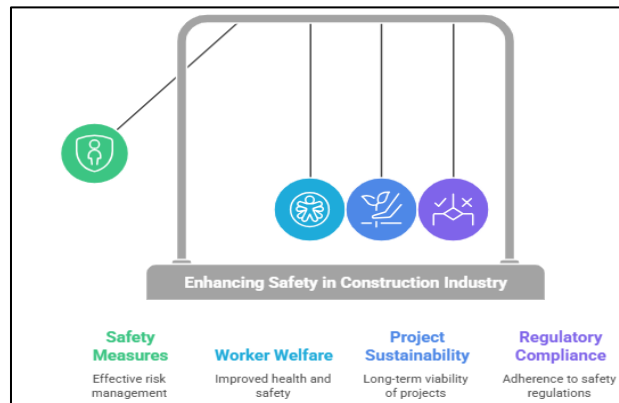 Enhancing Safety in Construction Industry
Safety
Measures
Effective risk
management
Worker Welfare
Improved health and
safety
Project
Sustainability
Long-term viability
of projects
Regulatory
Compliance
Adherence to safety
regulations